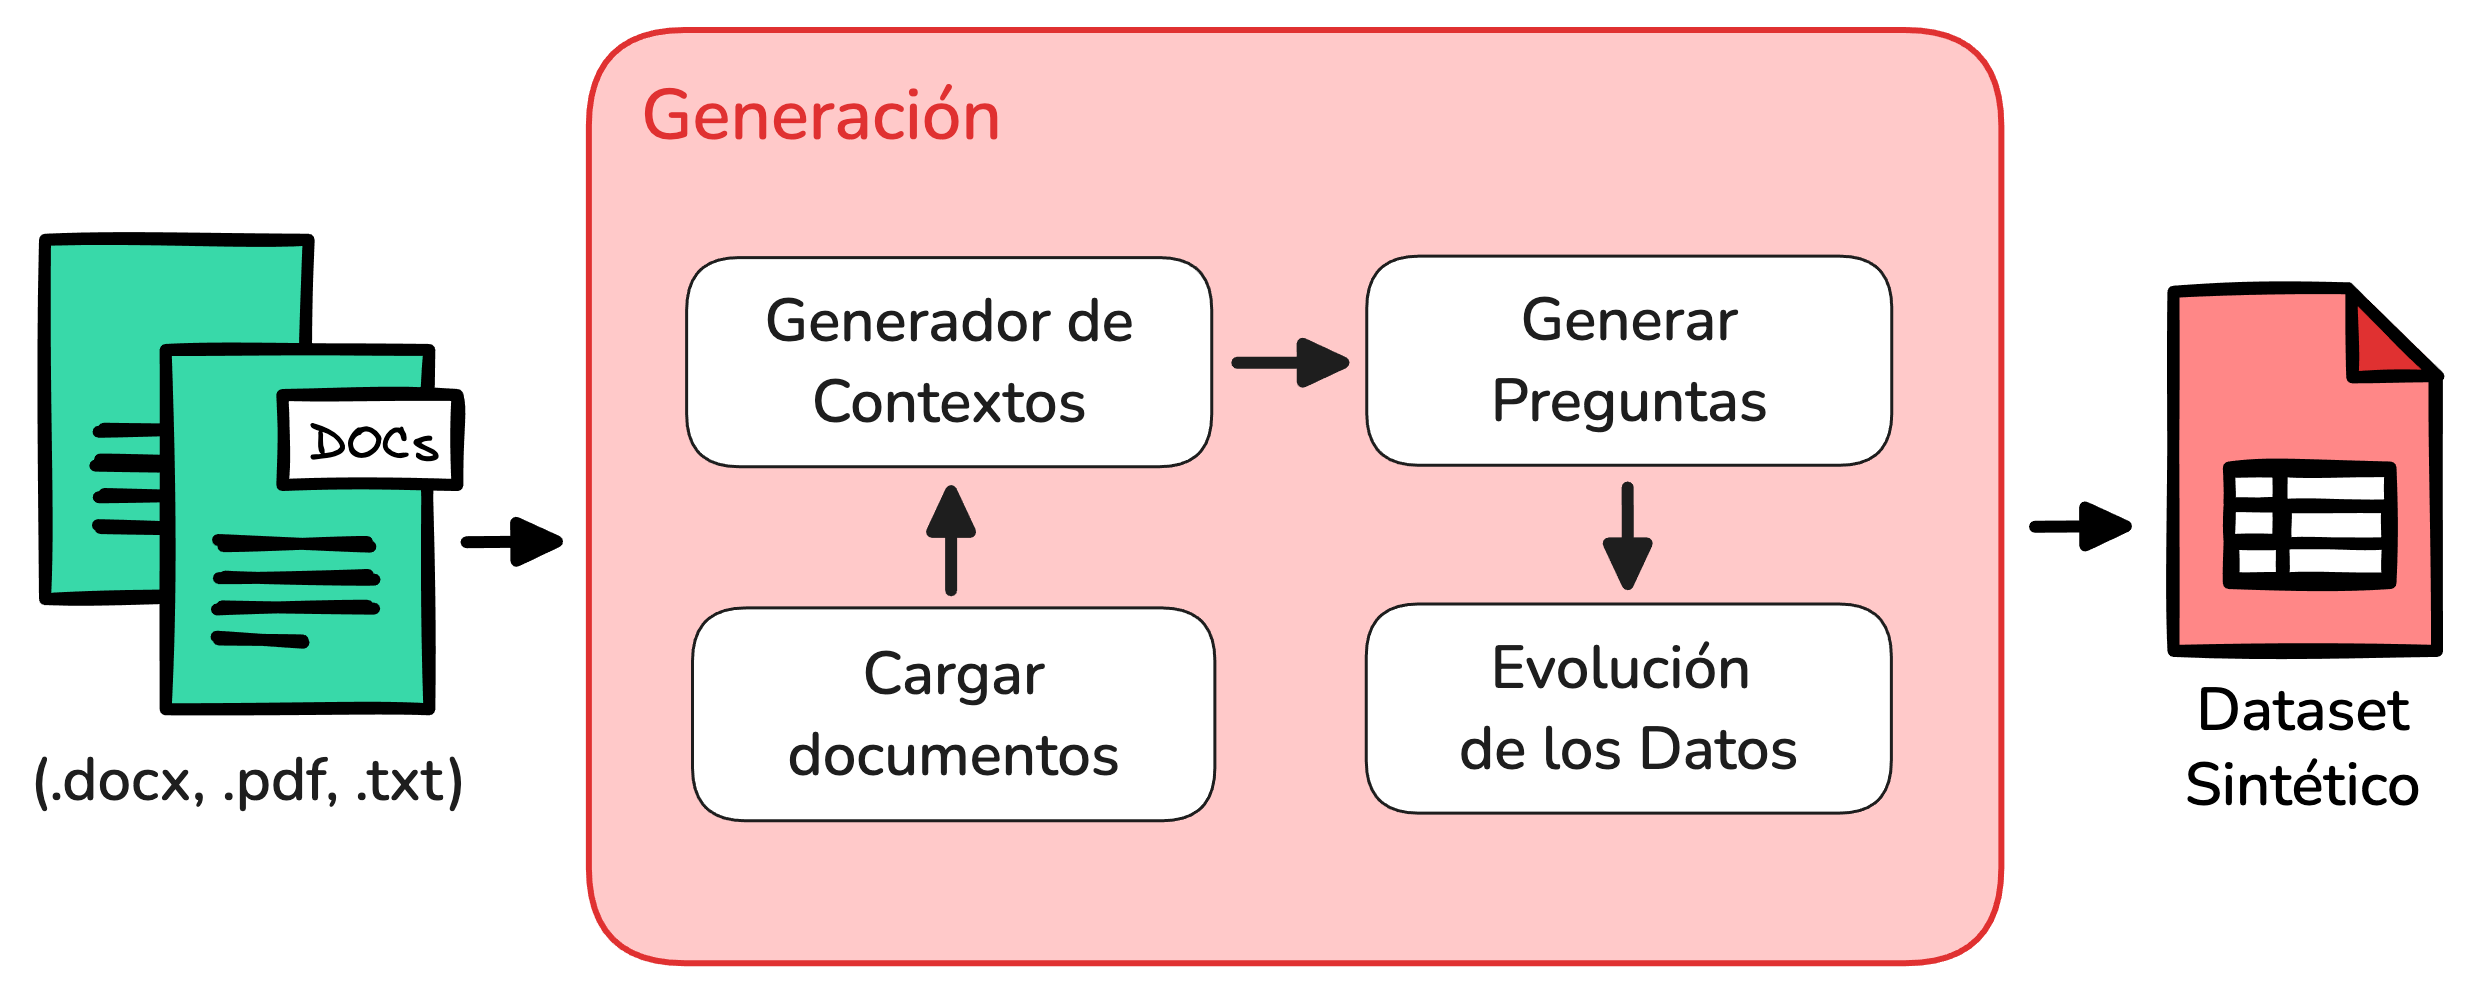 Generación
DOCs
(.docx, .pdf, .txt)
Generador de
Contextos
Generar
Preguntas
Cargar
documentos
Evolución
de los Datos
Dataset
Sintético